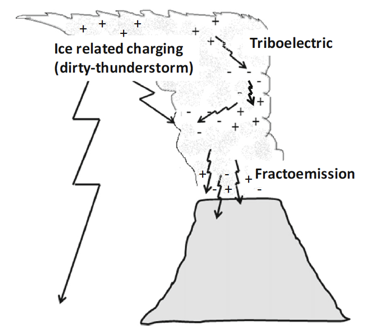 Ice related charging
(dirty-thunderstorm)
Triboelectric
Fractoemission